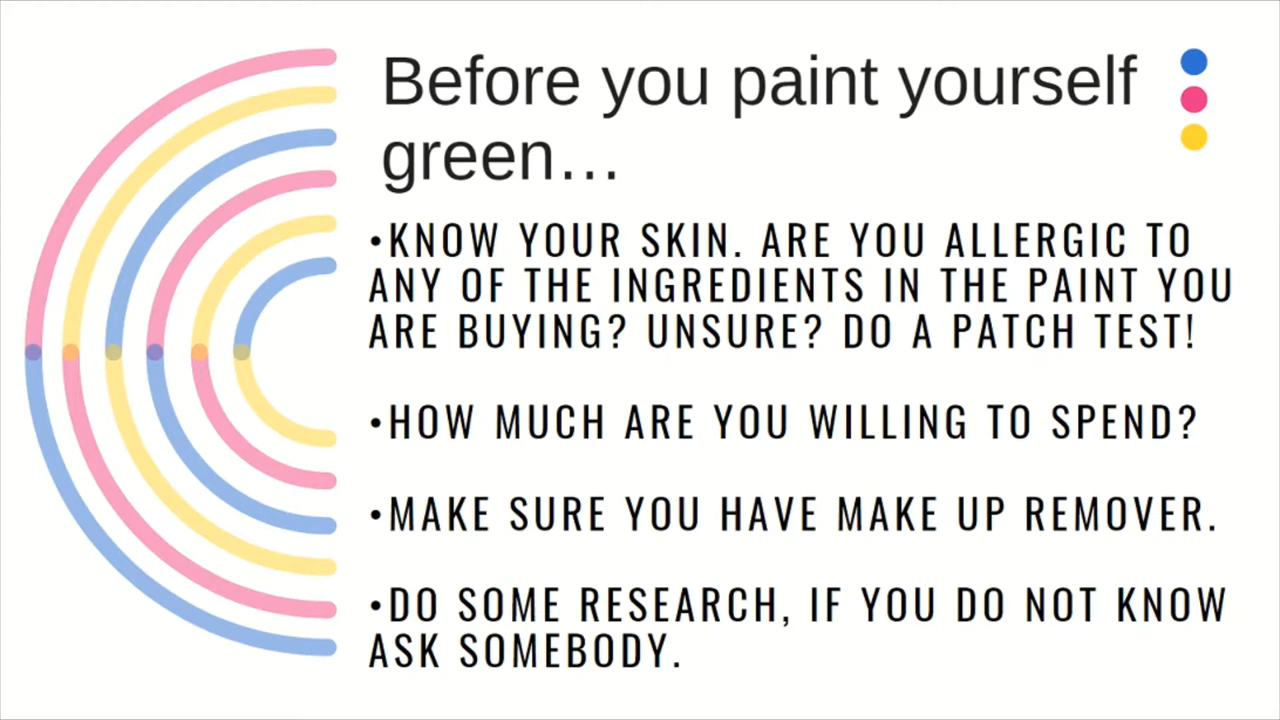 Before you paint yourself
green…
•KNOW YOUR SKIN. ARE YOU ALLERGIC TO
ANY OF THE INGREDIENTS IN THE PAINT YOU
ARE BUYING? UNSURE? DO A PATCH TEST!
•HOW MUCH ARE YOU WILLING TO SPEND?
•MAKE SURE YOU HAVE MAKE UP REMOVER.
•DO SOME RESEARCH, IF YOU DO NOT KNOW
ASK SOMEBODY.